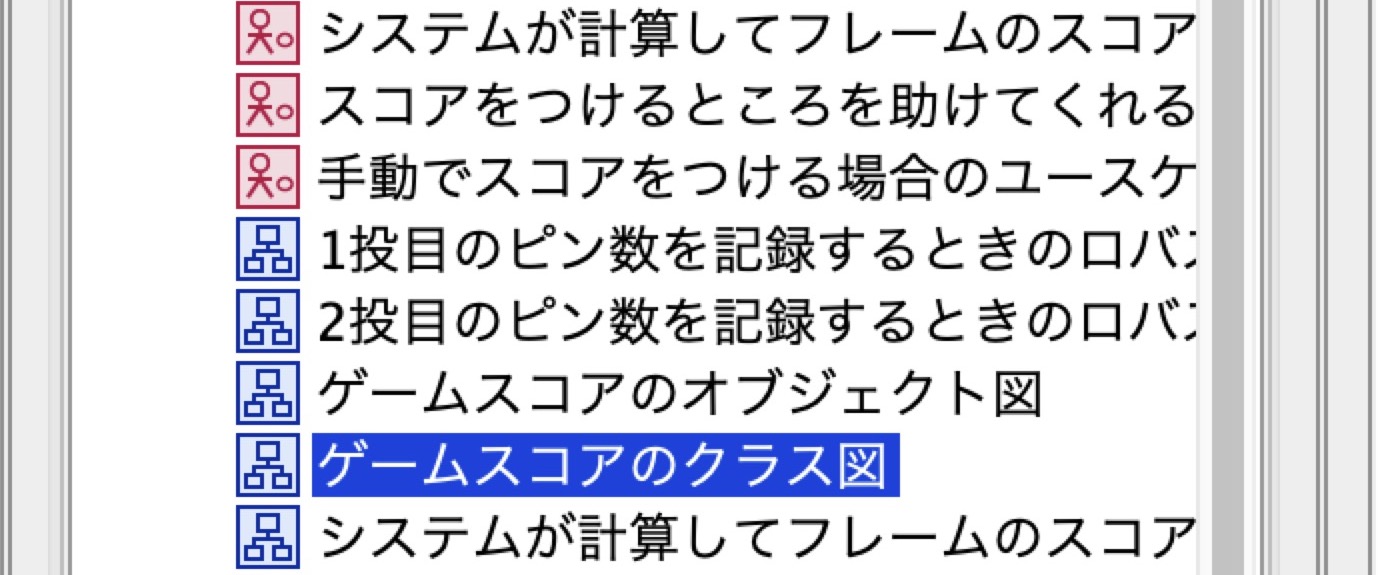 システムが計算してフレームのスコア
スコアをつけるところを助けてくれる
手動でスコアをつける場合のユースケ
1投目のピン数を記録するときのロバ
2投目のピン数を記録するときのロバ
ゲームスコアのオブジェクト図
ゲームスコアのクラス図
システムが計算してフレームのスコア